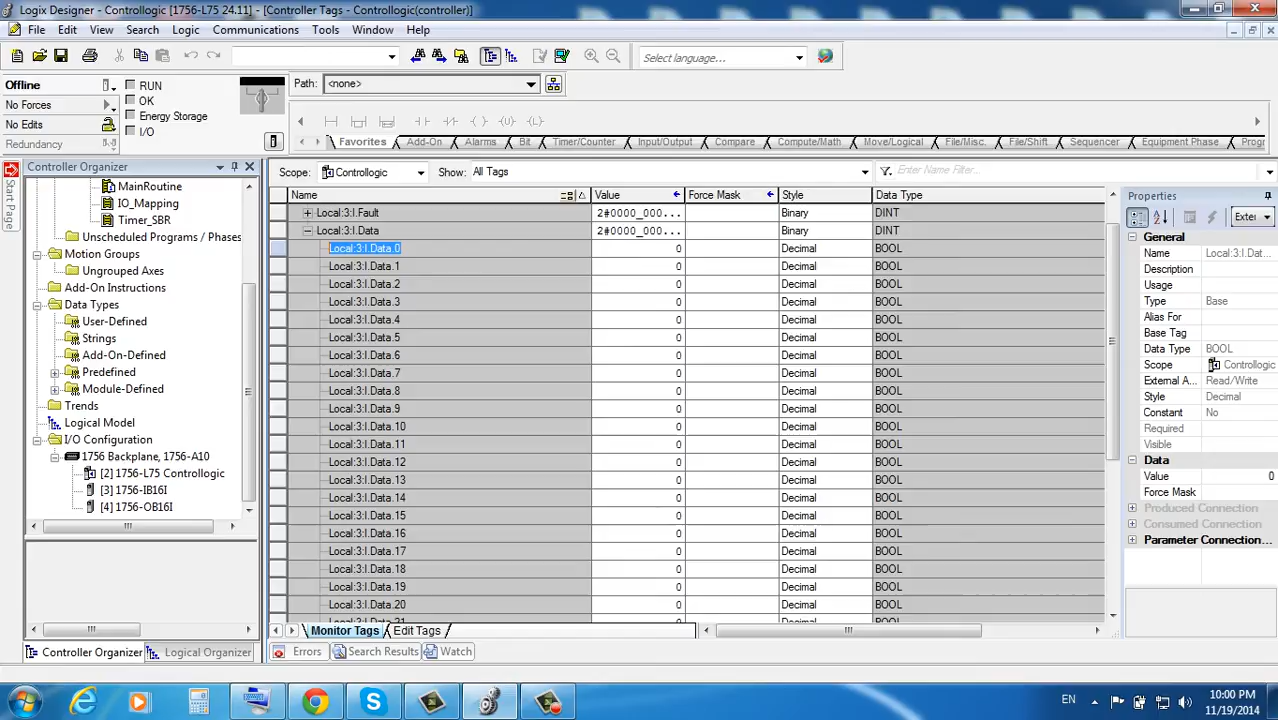 Logix Designer - Controllogic [1756-L75 24.11] - [Controller Tags - Controllogic(controller)]
File Edit View Search Logic Communications Tools Window Help
Select language...
Offline
No Forces
No Edits
Redundancy
RUN
OK
Energy Storage
I/O
Path: <none>
Favorites Add-On Alarms Bit Timer/Counter Input/Output Compare Compute/Math Move/Logical File/Misc. File/Shift Sequencer Equipment Phase Progr
Start Page
Controller Organizer
MainRoutine
IO_Mapping
Timer_SBR
Unscheduled Programs / Phases
Motion Groups
Ungrouped Axes
Add-On Instructions
Data Types
User-Defined
Strings
Add-On-Defined
Predefined
Module-Defined
Trends
Logical Model
I/O Configuration
1756 Backplane, 1756-A10
[2] 1756-L75 Controllogic
[3] 1756-IB16I
[4] 1756-OB16I
Controller Organizer Logical Organizer
Scope: Controllogic Show: All Tags Enter Name Filter...
Name Value Force Mask Style Data Type
Local:3:I.Fault 2#0000_000... Binary DINT
Local:3:I.Data 2#0000_000... Binary DINT
Local:3:I.Data.0 0 Decimal BOOL
Local:3:I.Data.1 0 Decimal BOOL
Local:3:I.Data.2 0 Decimal BOOL
Local:3:I.Data.3 0 Decimal BOOL
Local:3:I.Data.4 0 Decimal BOOL
Local:3:I.Data.5 0 Decimal BOOL
Local:3:I.Data.6 0 Decimal BOOL
Local:3:I.Data.7 0 Decimal BOOL
Local:3:I.Data.8 0 Decimal BOOL
Local:3:I.Data.9 0 Decimal BOOL
Local:3:I.Data.10 0 Decimal BOOL
Local:3:I.Data.11 0 Decimal BOOL
Local:3:I.Data.12 0 Decimal BOOL
Local:3:I.Data.13 0 Decimal BOOL
Local:3:I.Data.14 0 Decimal BOOL
Local:3:I.Data.15 0 Decimal BOOL
Local:3:I.Data.16 0 Decimal BOOL
Local:3:I.Data.17 0 Decimal BOOL
Local:3:I.Data.18 0 Decimal BOOL
Local:3:I.Data.19 0 Decimal BOOL
Local:3:I.Data.20 0 Decimal BOOL
Monitor Tags Edit Tags
Errors Search Results Watch
Properties
Exter
General
Name Local:3:I.Dat...
Description
Usage
Type Base
Alias For
Base Tag
Data Type BOOL
Scope Controllogic
External A... Read/Write
Style Decimal
Constant No
Required
Visible
Data
Value 0
Force Mask
Produced Connection
Consumed Connection
Parameter Connection...
EN
10:00 PM
11/19/2014